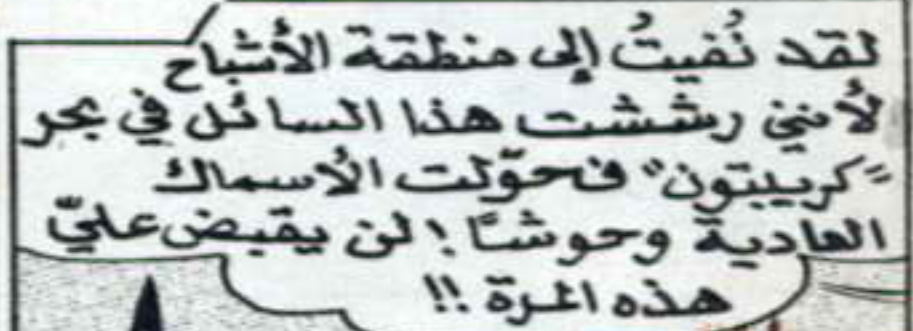 لقد نُفيتُ إلى منطقة الأشباح
لأنني رششت هذا السائل في بحر
"كريبتون" فحوّلت الأسماك
العادية وحوشًا! لن يقبض عليّ
هذه المرة!!